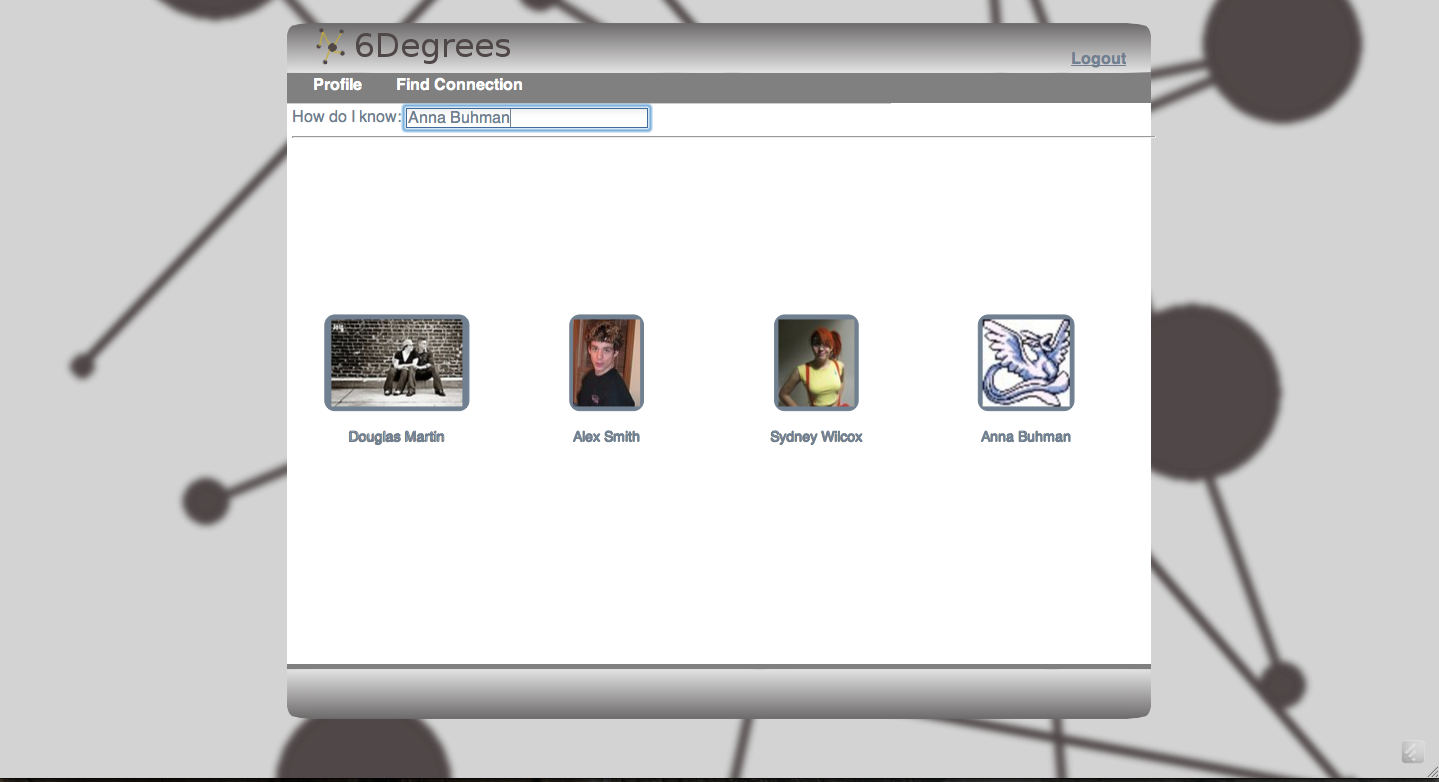 6Degrees
Logout
Profile Find Connection
How do I know: Anna Buhman
Douglas Martin Alex Smith Sydney Wilcox Anna Buhman